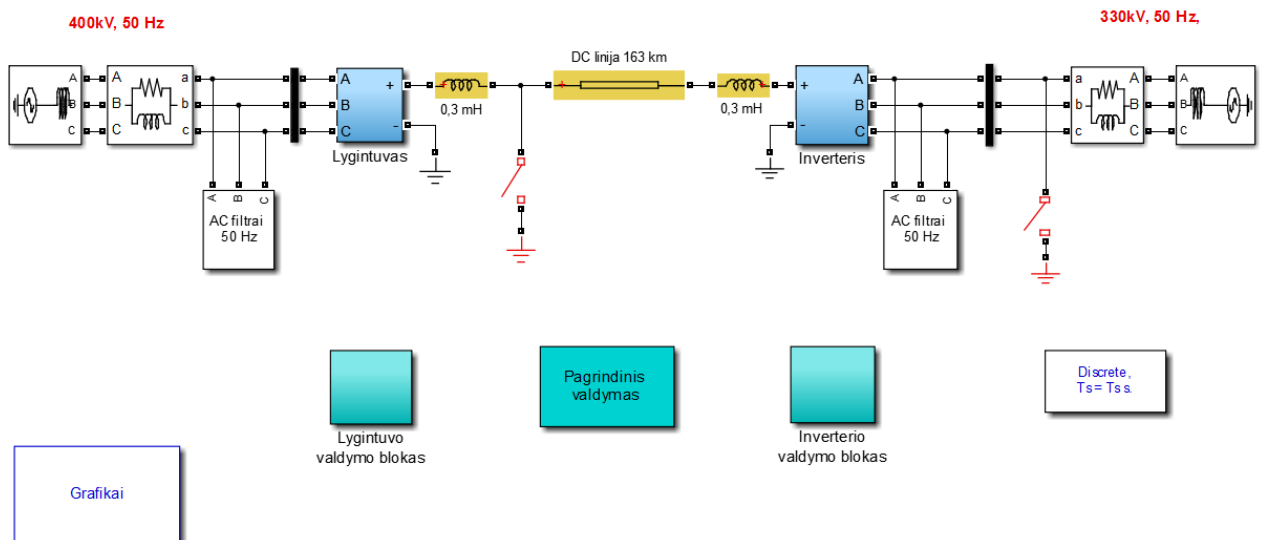 400kV, 50 Hz
330kV, 50 Hz,
DC linija 163 km
A
B
C
A
B
C
a
b
c
A
B
C
+
-
0,3 mH
+
+
0,3 mH
+
-
A
B
C
a
b
c
A
B
C
A
B
C
Lygintuvas
Inverteris
A
B
C
AC filtrai
50 Hz
A
B
C
AC filtrai
50 Hz
Pagrindinis
valdymas
Discrete,
Ts = Ts s.
Lygintuvo
valdymo blokas
Inverterio
valdymo blokas
Grafikai